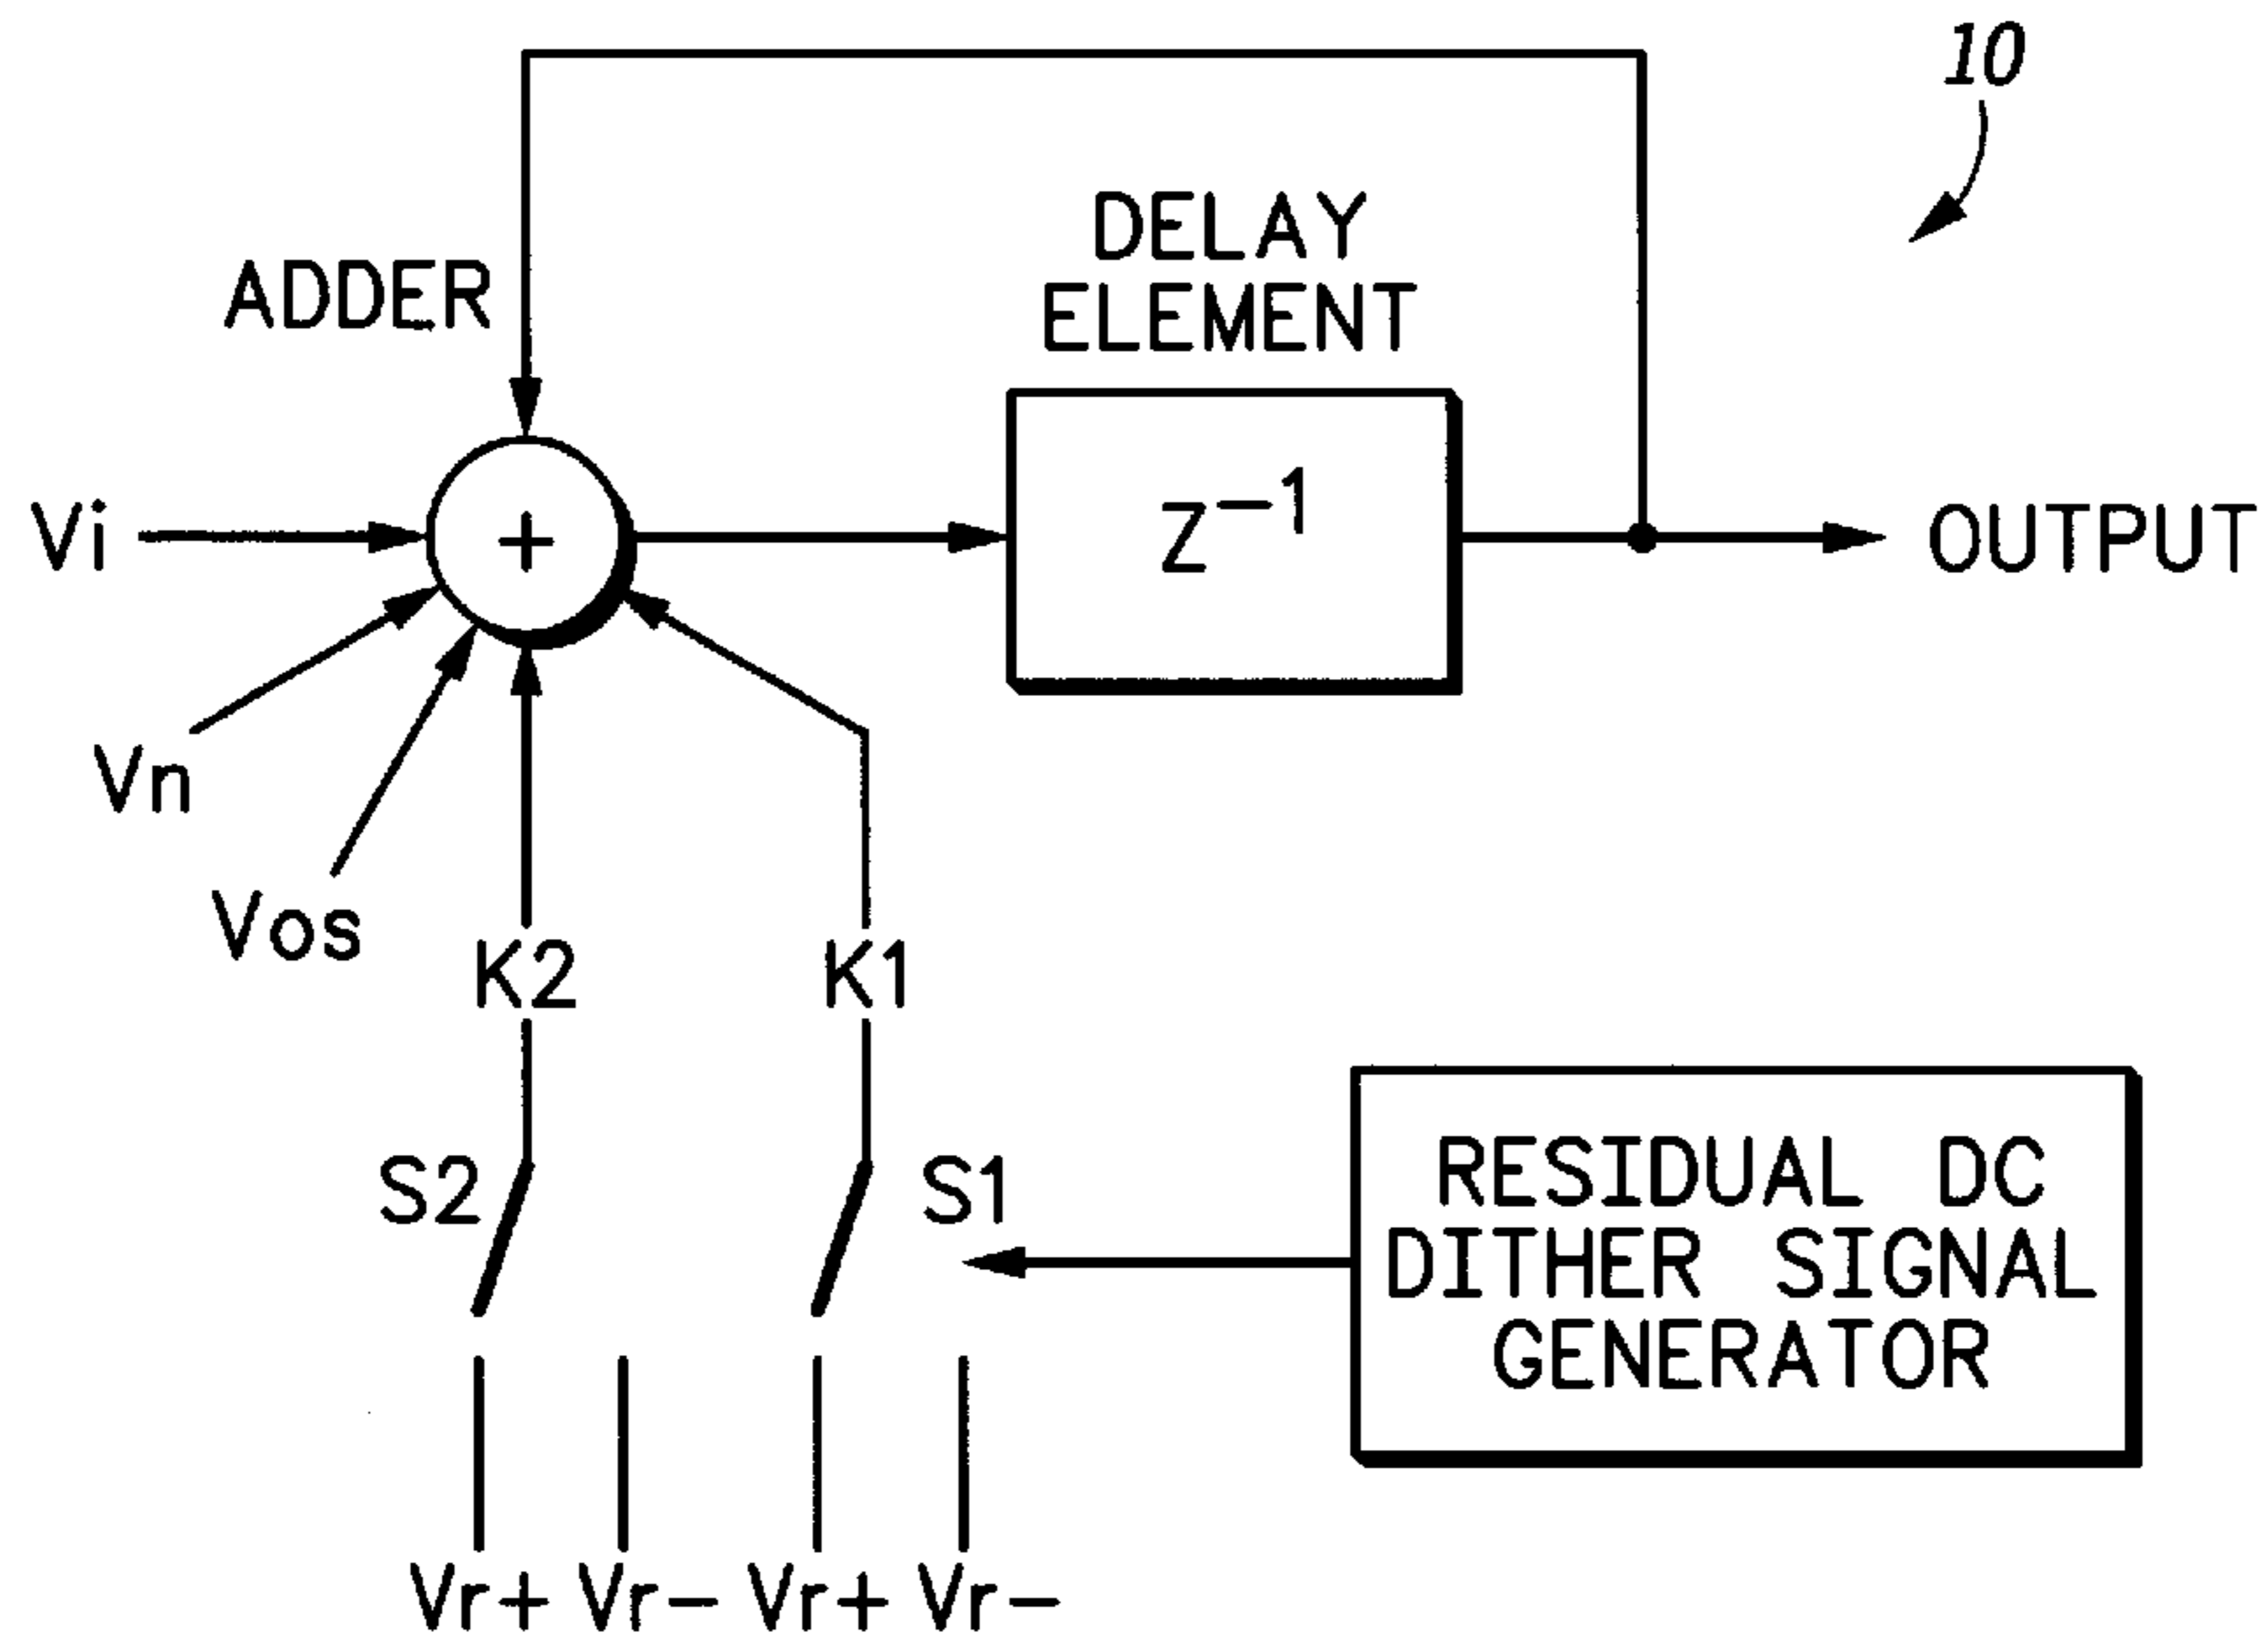 10
DELAY
ELEMENT
ADDER
Vi
+
Z−1
OUTPUT
Vn
Vos
K2
K1
S2
S1
RESIDUAL DC
DITHER SIGNAL
GENERATOR
Vr+ Vr− Vr+ Vr−